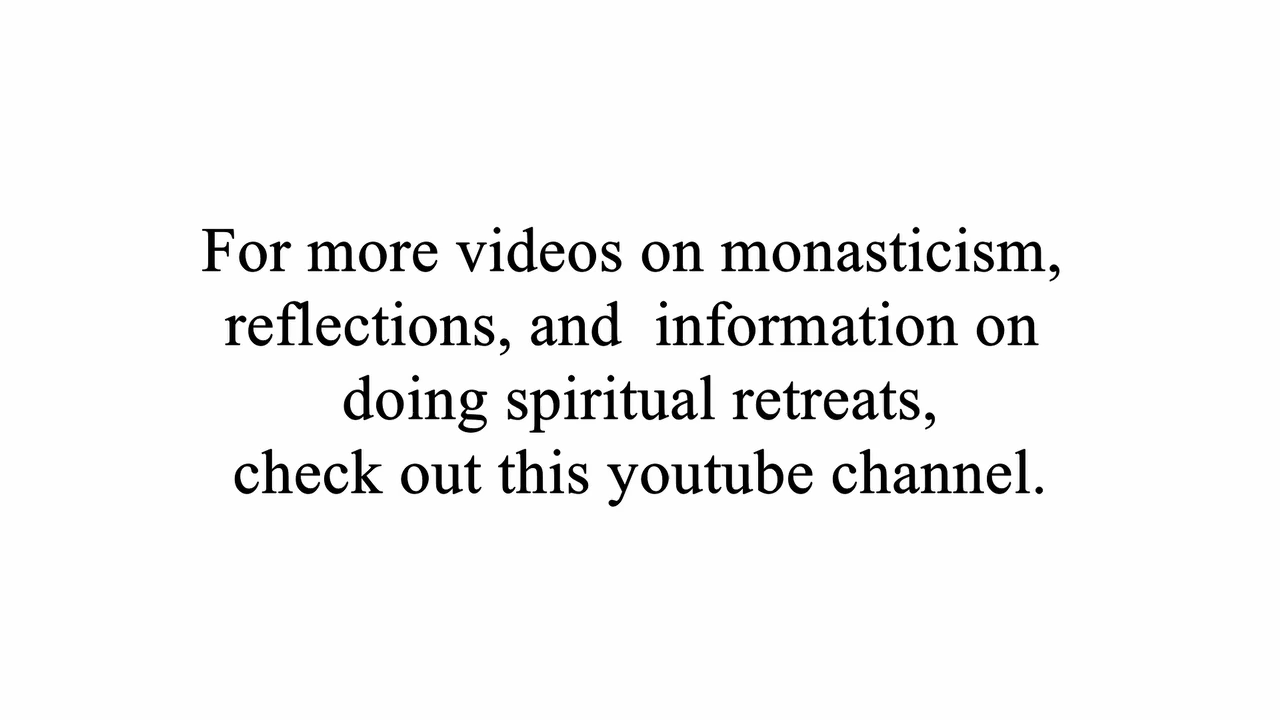 For more videos on monasticism,
reflections, and  information on
doing spiritual retreats,
check out this youtube channel.